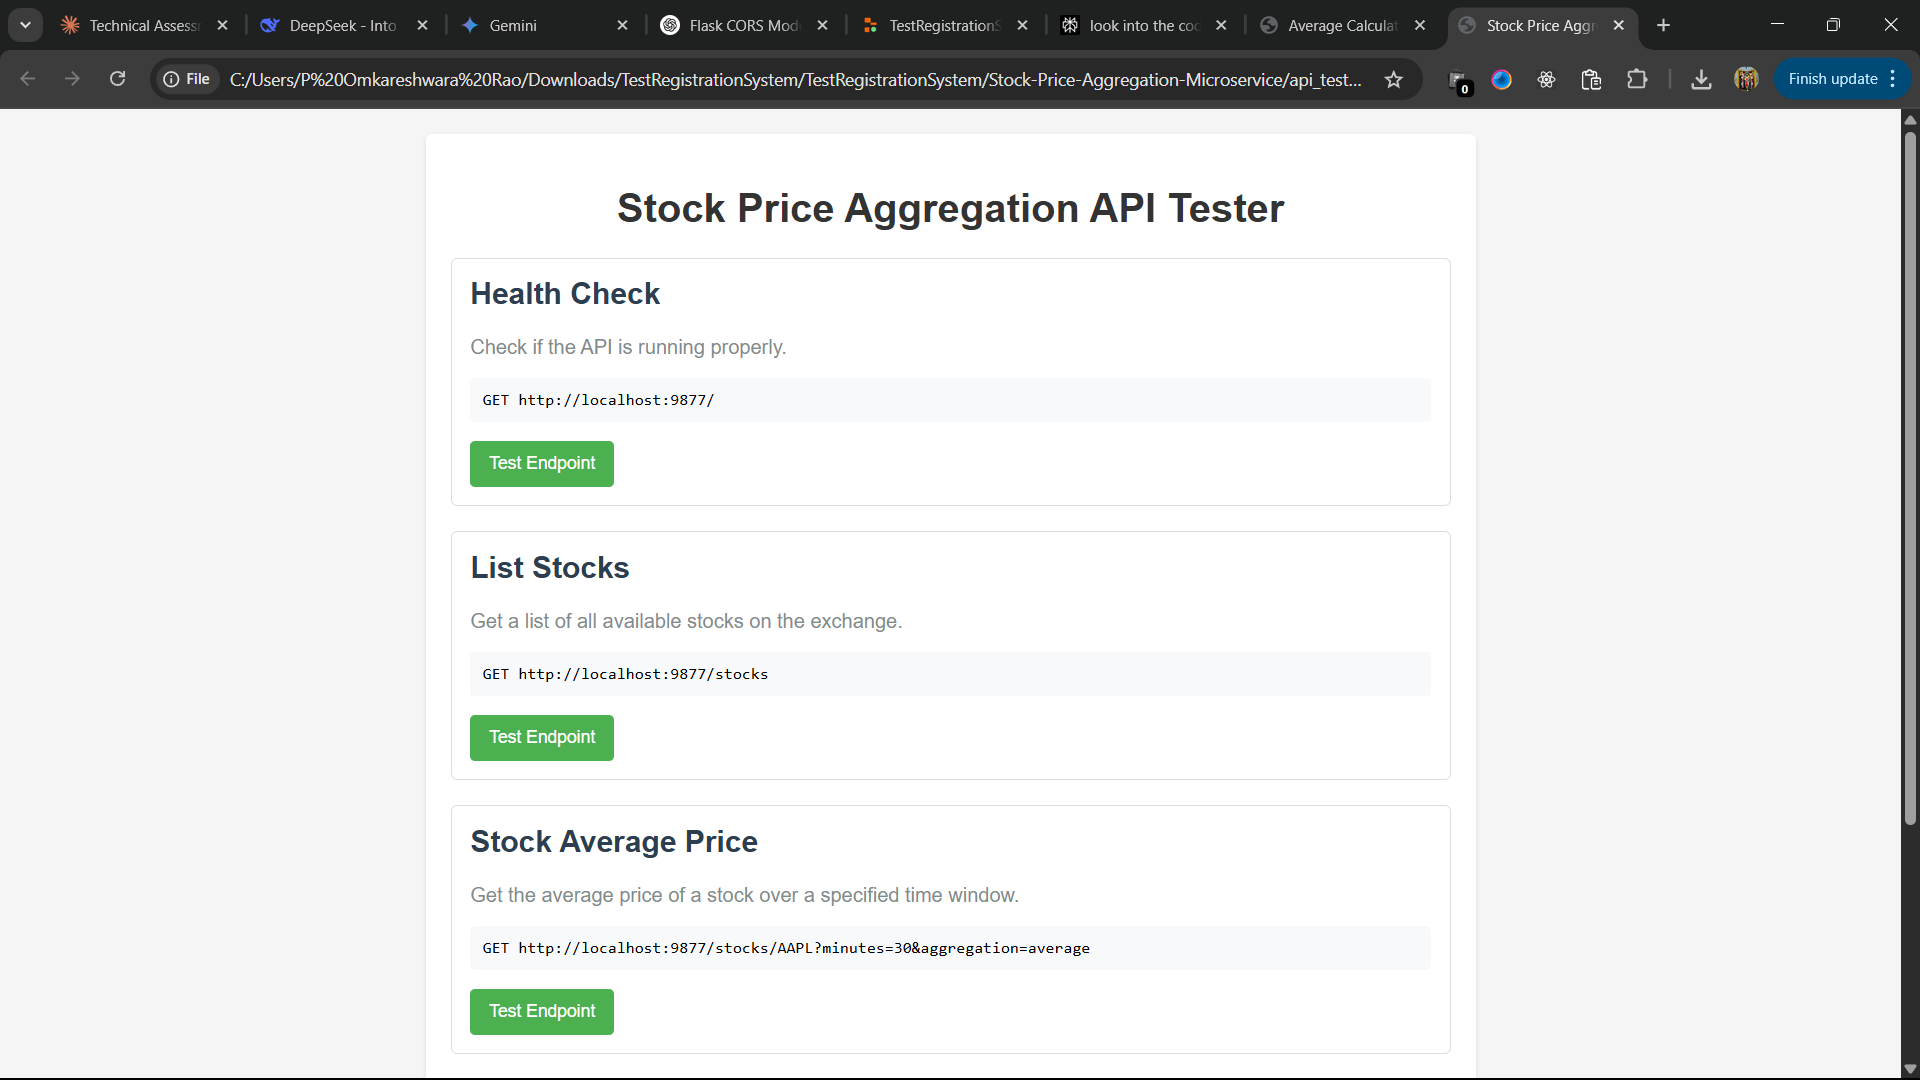 Technical Assess
DeepSeek - Into
Gemini
Flask CORS Mod
TestRegistrationS
look into the coc
Average Calculat
Stock Price Aggr
File
C:/Users/P%20Omkareshwara%20Rao/Downloads/TestRegistrationSystem/TestRegistrationSystem/Stock-Price-Aggregation-Microservice/api_test...
0
Finish update
Stock Price Aggregation API Tester
Health Check
Check if the API is running properly.
GET http://localhost:9877/
Test Endpoint
List Stocks
Get a list of all available stocks on the exchange.
GET http://localhost:9877/stocks
Test Endpoint
Stock Average Price
Get the average price of a stock over a specified time window.
GET http://localhost:9877/stocks/AAPL?minutes=30&aggregation=average
Test Endpoint